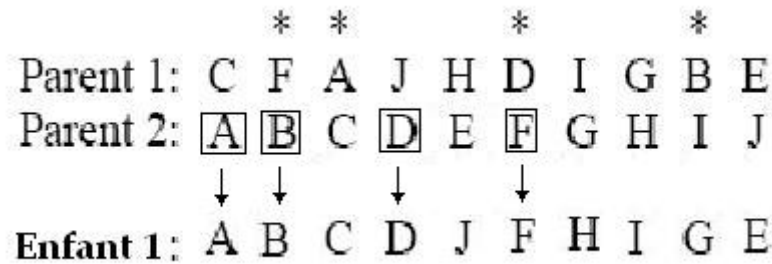 * * * *
Parent 1: C F A J H D I G B E
Parent 2: A B C D E F G H I J
Enfant 1: A B C D J F H I G E